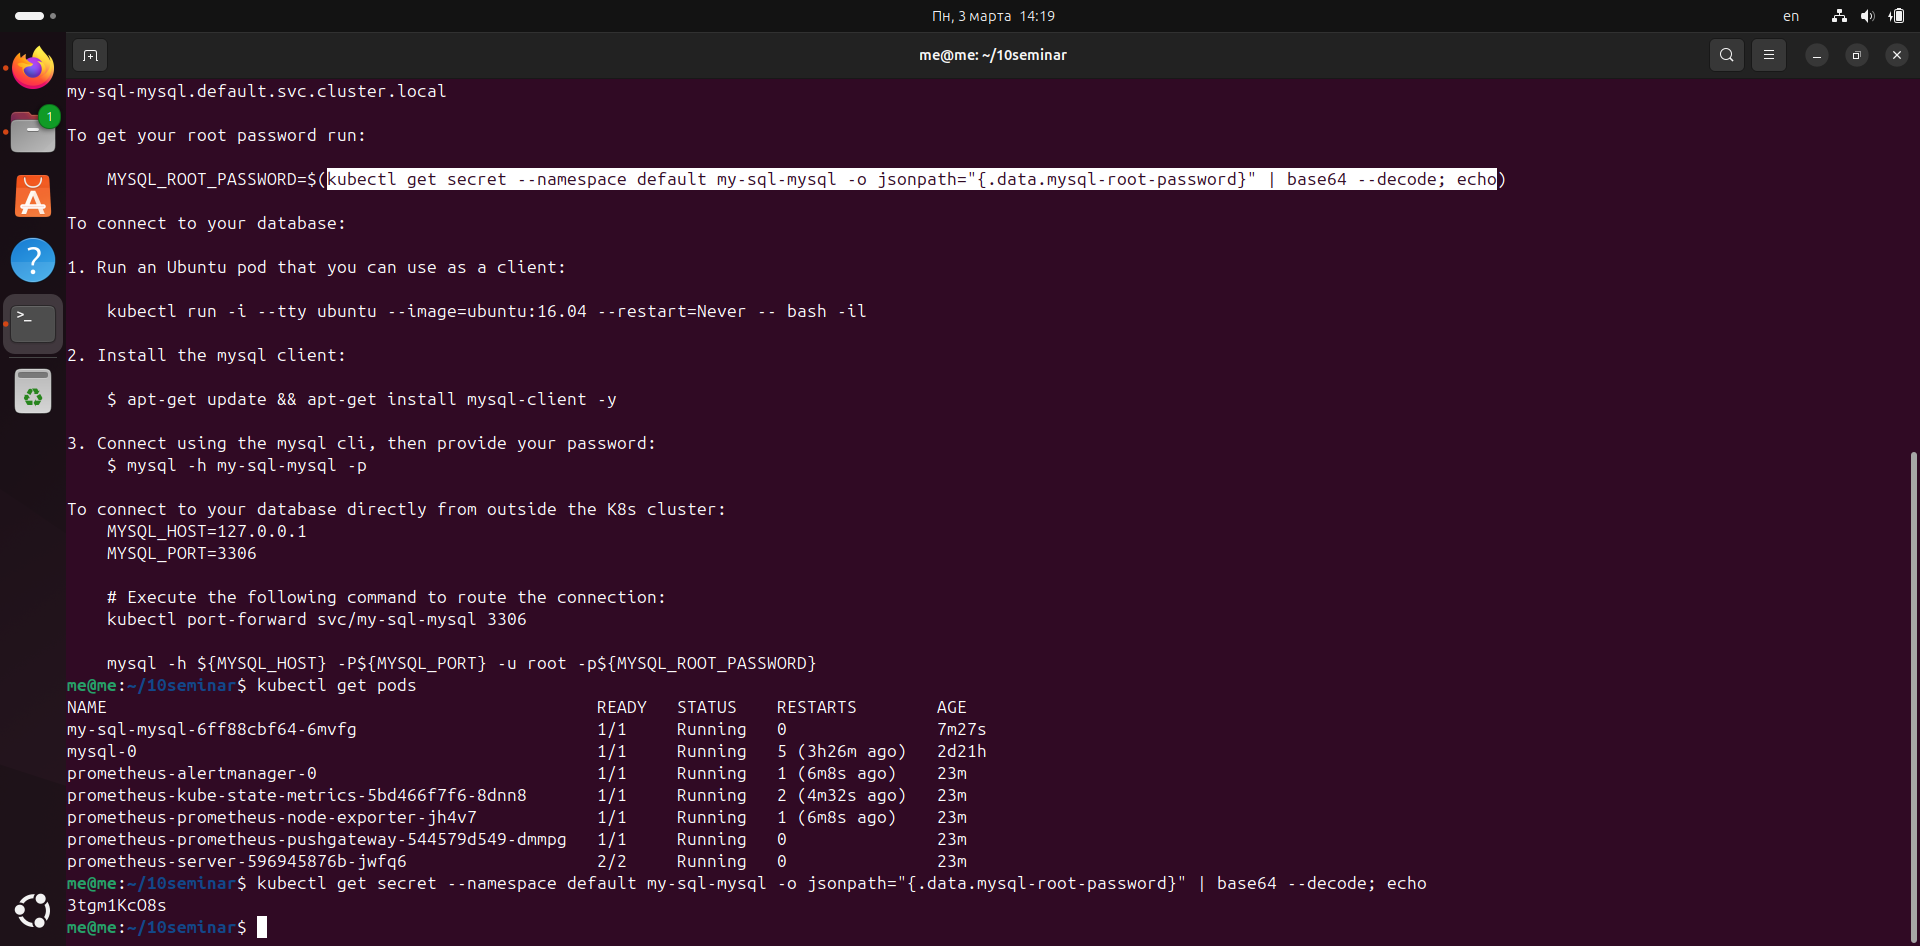 Пн, 3 марта 14:19
en
me@me: ~/10seminar
1
my-sql-mysql.default.svc.cluster.local
To get your root password run:
MYSQL_ROOT_PASSWORD=$(kubectl get secret --namespace default my-sql-mysql -o jsonpath="{.data.mysql-root-password}" | base64 --decode; echo)
To connect to your database:
1. Run an Ubuntu pod that you can use as a client:
kubectl run -i --tty ubuntu --image=ubuntu:16.04 --restart=Never -- bash -il
2. Install the mysql client:
$ apt-get update && apt-get install mysql-client -y
3. Connect using the mysql cli, then provide your password:
$ mysql -h my-sql-mysql -p
To connect to your database directly from outside the K8s cluster:
MYSQL_HOST=127.0.0.1
MYSQL_PORT=3306
# Execute the following command to route the connection:
kubectl port-forward svc/my-sql-mysql 3306
mysql -h ${MYSQL_HOST} -P${MYSQL_PORT} -u root -p${MYSQL_ROOT_PASSWORD}
me@me:~/10seminar$ kubectl get pods
NAME READY STATUS RESTARTS AGE
my-sql-mysql-6ff88cbf64-6mvfg 1/1 Running 0 7m27s
mysql-0 1/1 Running 5 (3h26m ago) 2d21h
prometheus-alertmanager-0 1/1 Running 1 (6m8s ago) 23m
prometheus-kube-state-metrics-5bd466f7f6-8dnn8 1/1 Running 2 (4m32s ago) 23m
prometheus-prometheus-node-exporter-jh4v7 1/1 Running 1 (6m8s ago) 23m
prometheus-prometheus-pushgateway-544579d549-dmmpg 1/1 Running 0 23m
prometheus-server-596945876b-jwfq6 2/2 Running 0 23m
me@me:~/10seminar$ kubectl get secret --namespace default my-sql-mysql -o jsonpath="{.data.mysql-root-password}" | base64 --decode; echo
3tgm1KcO8s
me@me:~/10seminar$